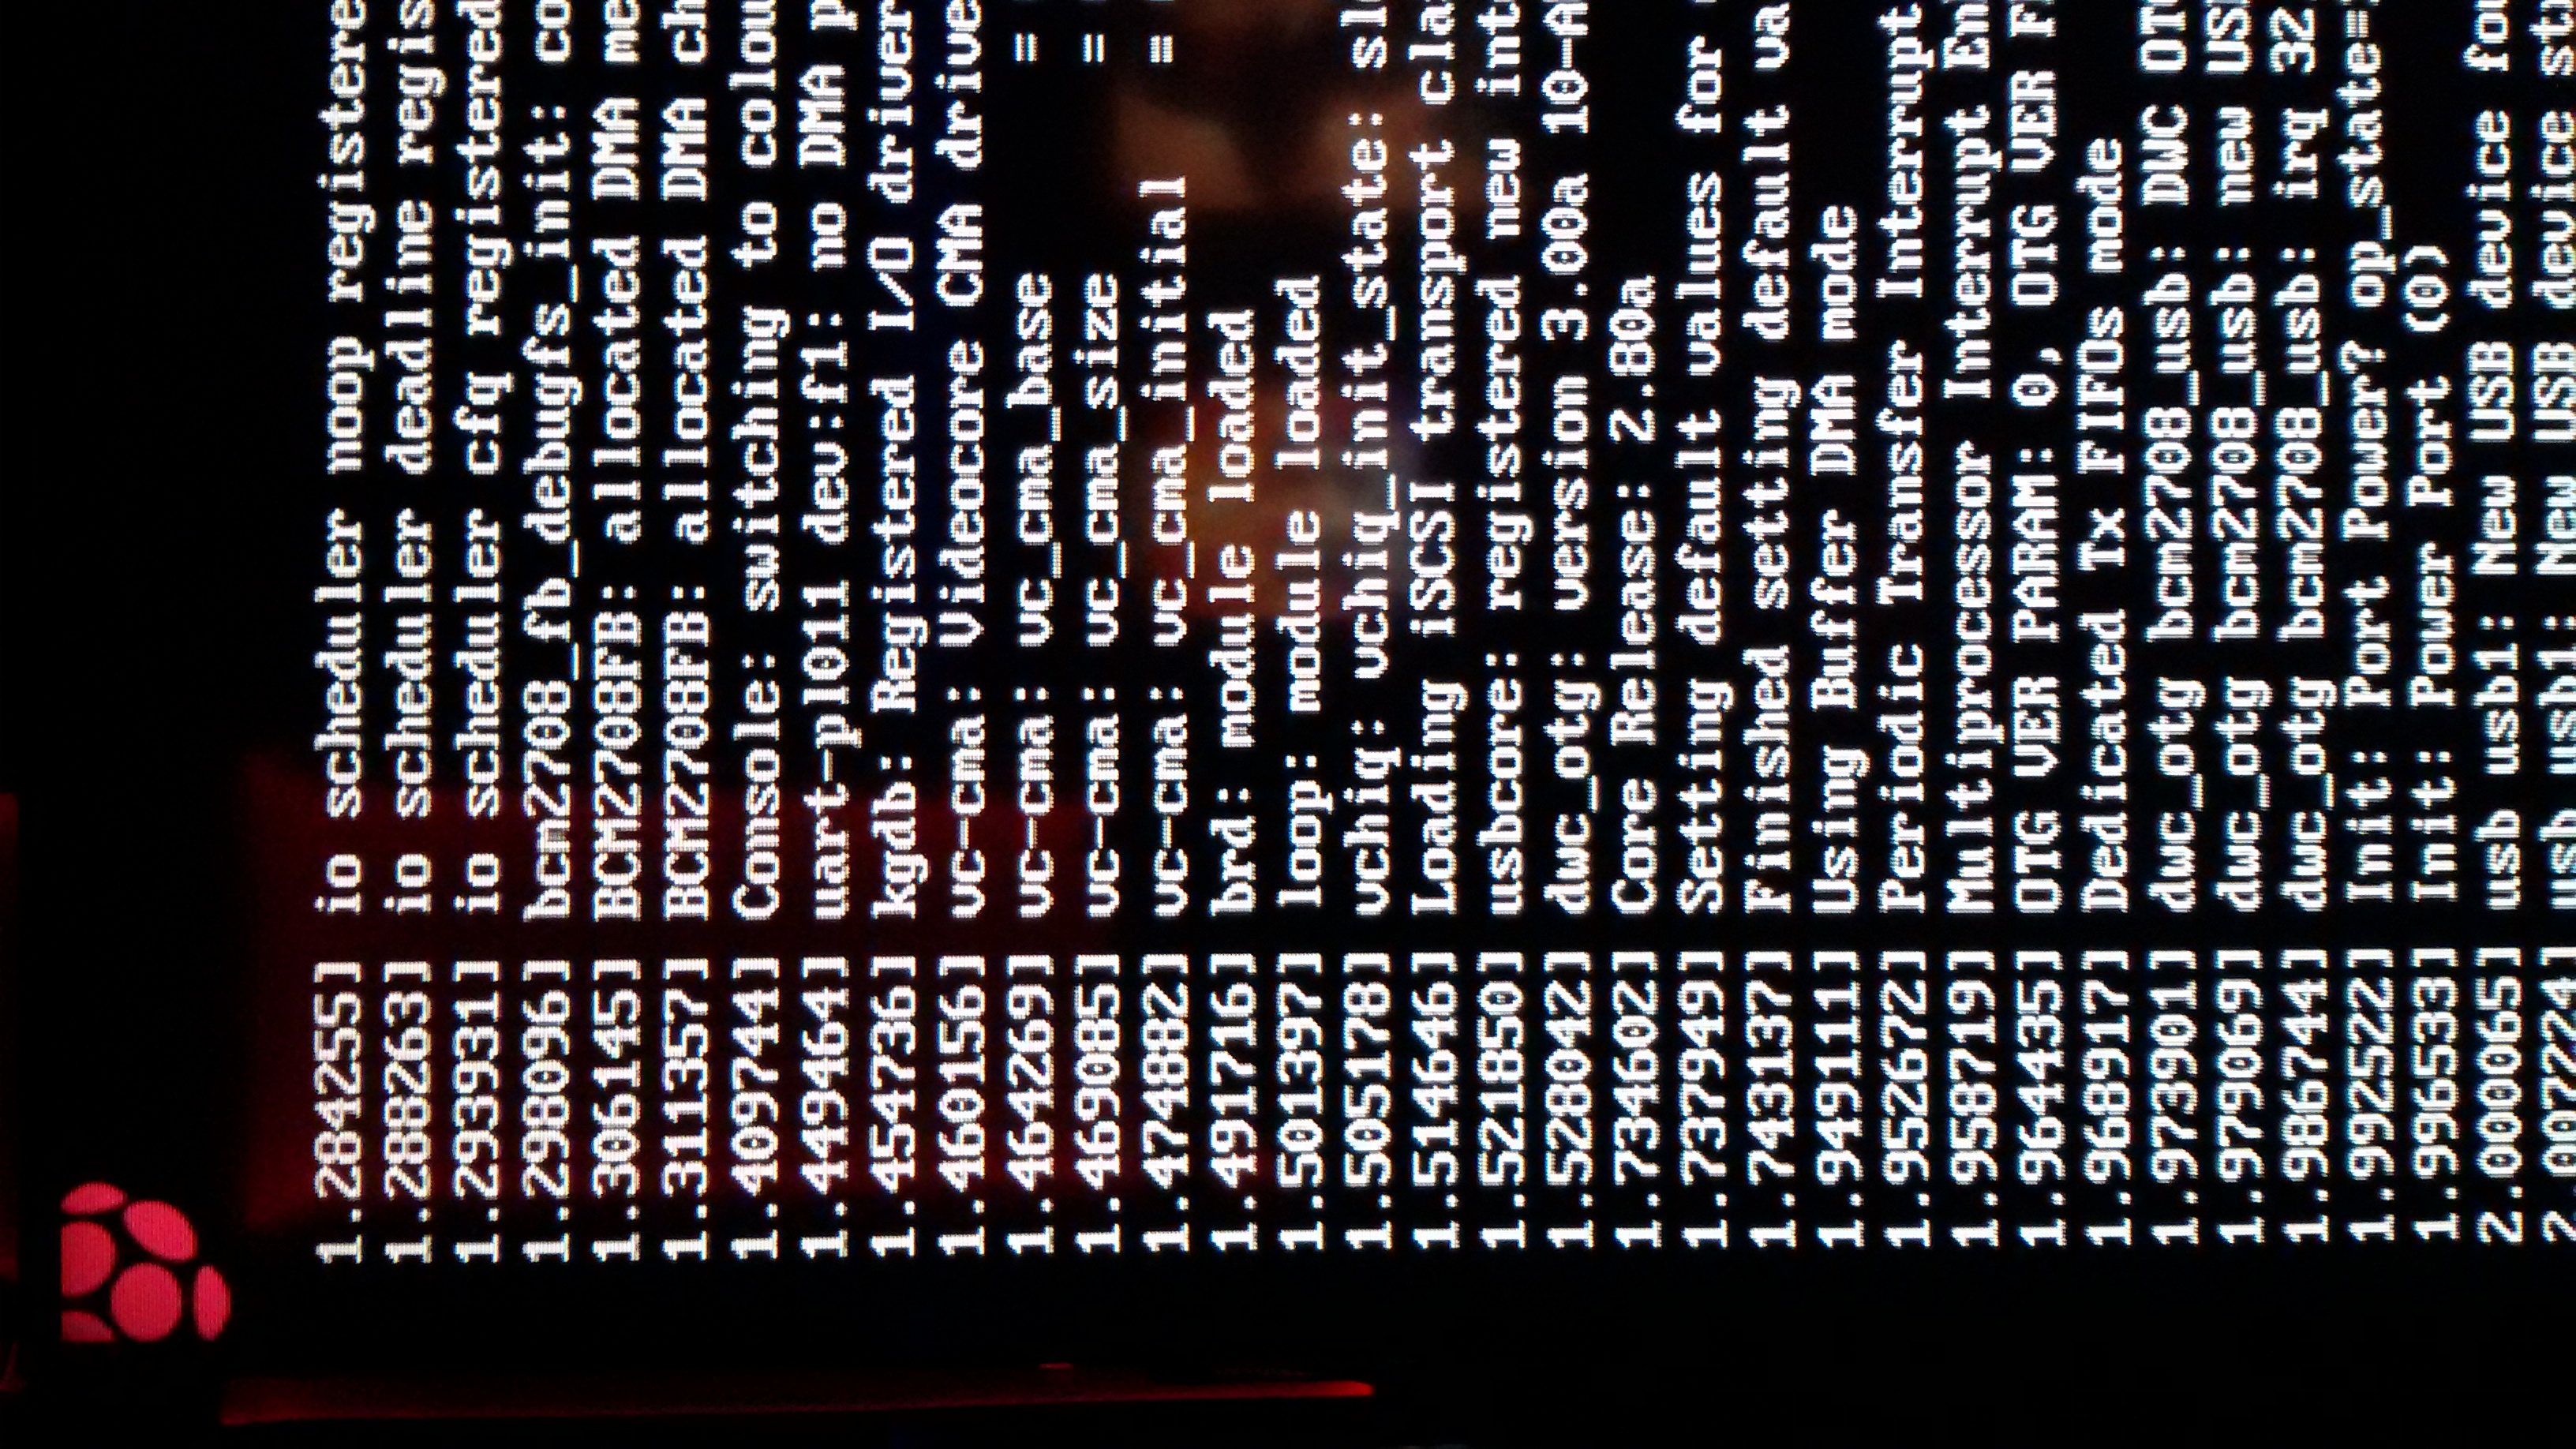 1.284255] io scheduler noop registere
1.288263] io scheduler deadline regis
1.293931] io scheduler cfq registered
1.298096] bcm2708_fb_debugfs_init: co
1.306145] BCM2708FB: allocated DMA me
1.311357] BCM2708FB: allocated DMA ch
1.409744] Console: switching to colou
1.449464] uart-pl011 dev:f1: no DMA p
1.454736] kgdb: Registered I/O driver
1.460156] vc-cma: Videocore CMA drive
1.464269] vc-cma: vc_cma_base      =
1.469085] vc-cma: vc_cma_size      =
1.474882] vc-cma: vc_cma_initial   =
1.491716] brd: module loaded
1.501397] loop: module loaded
1.505178] vchiq: vchiq_init_state: sl
1.514646] Loading iSCSI transport cla
1.521850] usbcore: registered new int
1.528042] dwc_otg: version 3.00a 10-A
1.734602] Core Release: 2.80a
1.737949] Setting default values for
1.743137] Finished setting default va
1.949111] Using Buffer DMA mode
1.952672] Periodic Transfer Interrupt
1.958719] Multiprocessor Interrupt En
1.964435] OTG VER PARAM: 0, OTG VER F
1.968917] Dedicated Tx FIFOs mode
1.973901] dwc_otg bcm2708_usb: DWC OT
1.979069] dwc_otg bcm2708_usb: new US
1.986744] dwc_otg bcm2708_usb: irq 32
1.992522] Init: Port Power? op_state=
1.996533] Init: Power Port (0)
2.000065] usb usb1: New USB device fo
2.007224] usb usb1: New USB device st